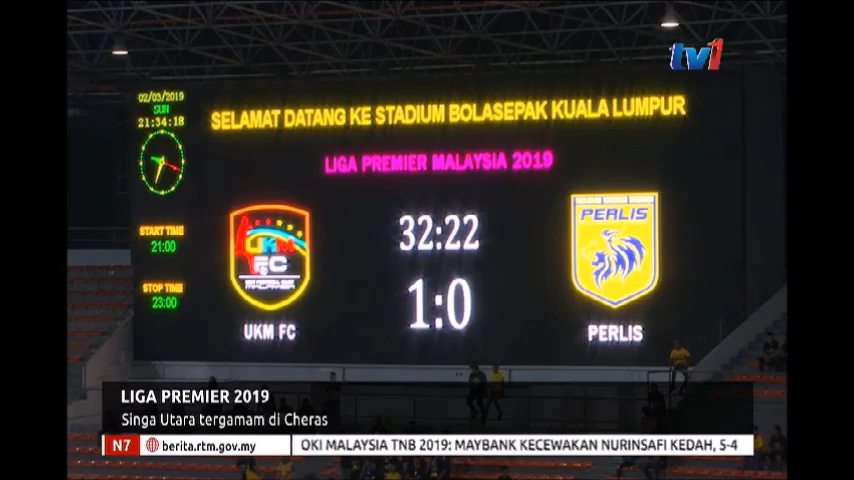 tv1
02/03/2019
SUN
21:34:18
SELAMAT DATANG KE STADIUM BOLASEPAK KUALA LUMPUR
LIGA PREMIER MALAYSIA 2019
START TIME
21:00
STOP TIME
23:00
UKM
FC
UKM FC
32:22
1:0
PERLIS
PERLIS
LIGA PREMIER 2019
Singa Utara tergamam di Cheras
N7 berita.rtm.gov.my OKI MALAYSIA TNB 2019: MAYBANK KECEWAKAN NURINSAFI KEDAH, 5-4